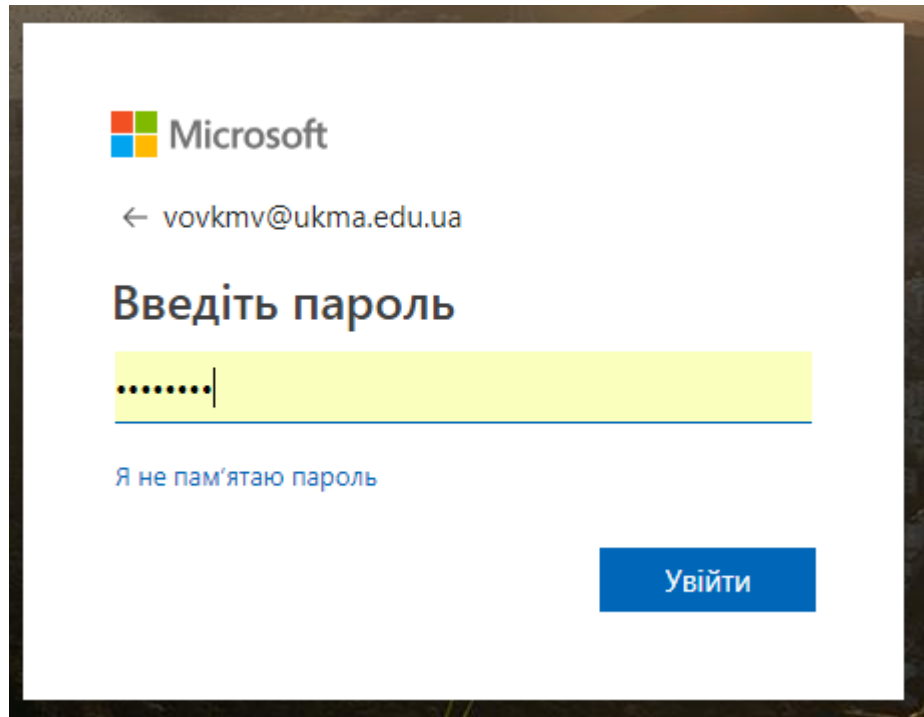 Microsoft
← vovkmv@ukma.edu.ua
Введіть пароль
••••••••
Я не пам’ятаю пароль
Увійти